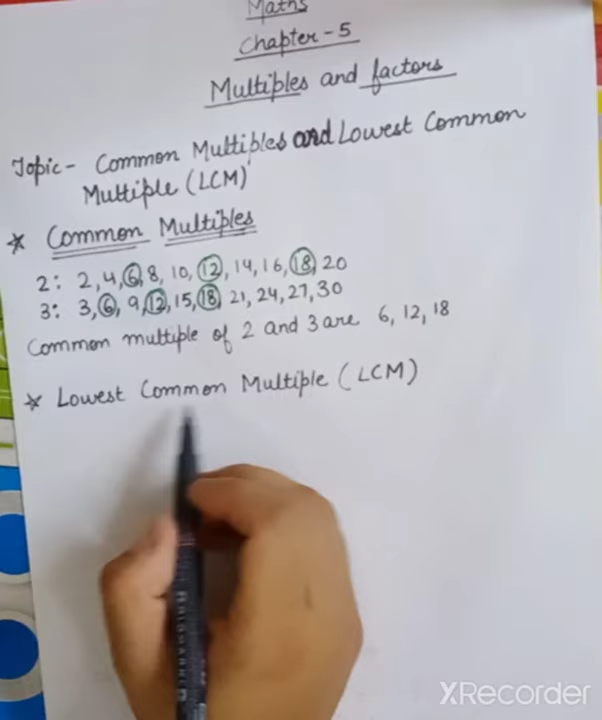 Maths
Chapter-5
Multiples and factors
Topic- Common Multiples and Lowest Common
Multiple (LCM)
* Common Multiples
2: 2, 4, 6, 8, 10, 12, 14, 16, 18, 20
3: 3, 6, 9, 12, 15, 18, 21, 24, 27, 30
Common multiple of 2 and 3 are 6, 12, 18
* Lowest Common Multiple (LCM)
XRecorder